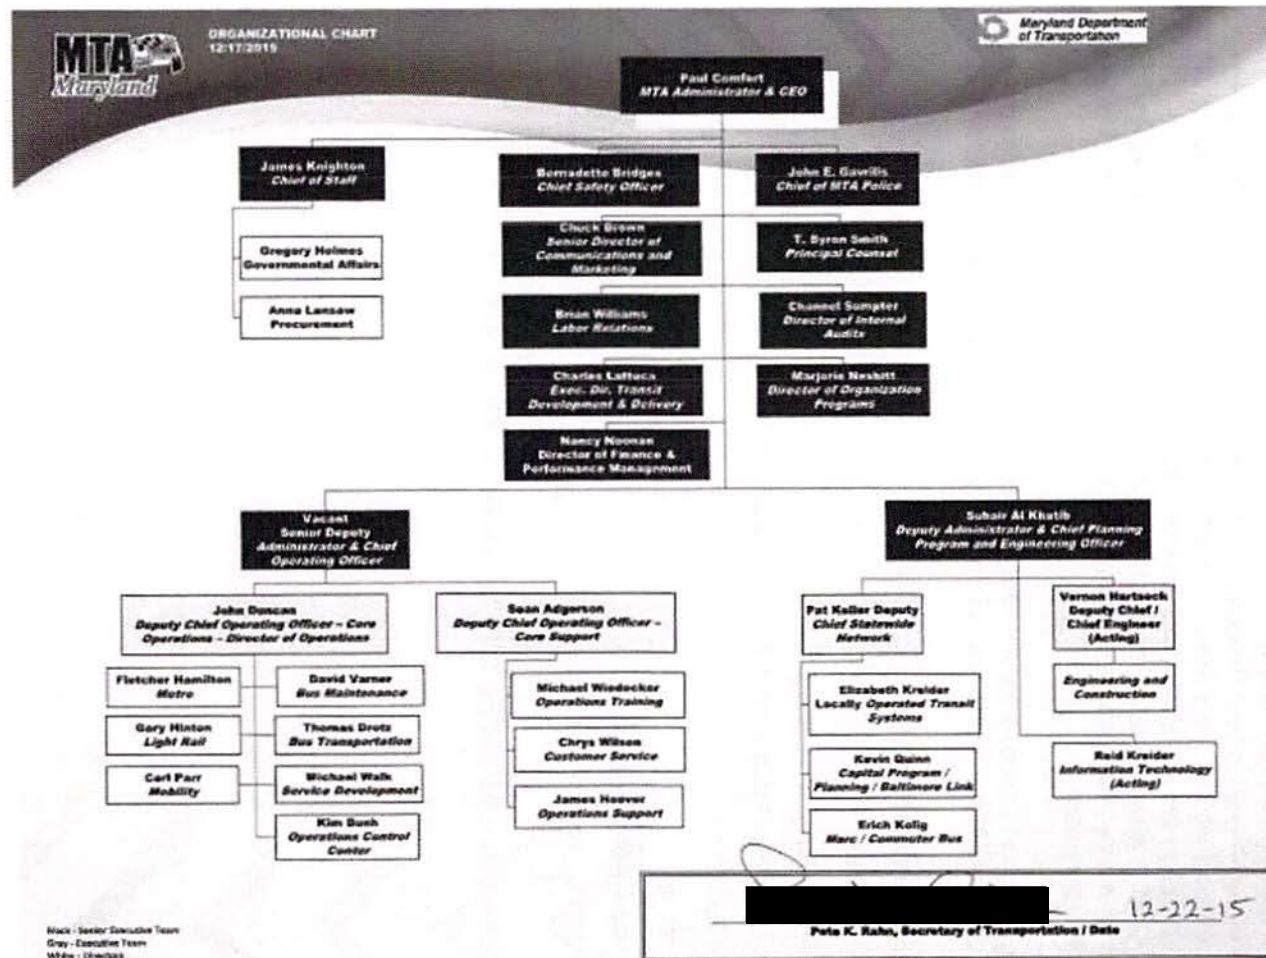 MTA
Maryland
ORGANIZATIONAL CHART
12/17/2015
Maryland Department
of Transportation
Paul Comfort
MTA Administrator & CEO
James Knighton
Chief of Staff
Bernadette Bridges
Chief Safety Officer
John E. Gavrilis
Chief of MTA Police
Gregory Holmes
Governmental Affairs
Chuck Brown
Senior Director of
Communications and
Marketing
T. Byron Smith
Principal Counsel
Anna Lansaw
Procurement
Brian Williams
Labor Relations
Channel Sumpter
Director of Internal
Audits
Charles Lattuca
Exec. Dir. Transit
Development & Delivery
Marjorie Nesbitt
Director of Organization
Programs
Nancy Noonan
Director of Finance &
Performance Management
Vacant
Senior Deputy
Administrator & Chief
Operating Officer
Suhair Al Khatib
Deputy Administrator & Chief Planning
Program and Engineering Officer
John Duncan
Deputy Chief Operating Officer – Core
Operations – Director of Operations
Sean Adgerson
Deputy Chief Operating Officer –
Core Support
Pat Keller Deputy
Chief Statewide
Network
Vernon Hartsock
Deputy Chief /
Chief Engineer
(Acting)
Fletcher Hamilton
Metro
David Varner
Bus Maintenance
Gary Hinton
Light Rail
Thomas Drotz
Bus Transportation
Carl Parr
Mobility
Michael Walk
Service Development
Kim Bush
Operations Control
Center
Michael Wiedecker
Operations Training
Chrys Wilson
Customer Service
James Hoover
Operations Support
Elizabeth Kreider
Locally Operated Transit
Systems
Kevin Quinn
Capital Program /
Planning / Baltimore Link
Erich Kolig
Marc / Commuter Bus
Engineering and
Construction
Reid Kreider
Information Technology
(Acting)
12-22-15
Pete K. Rahn, Secretary of Transportation / Date
Black - Senior Executive Team
Gray - Executive Team
White - Directors